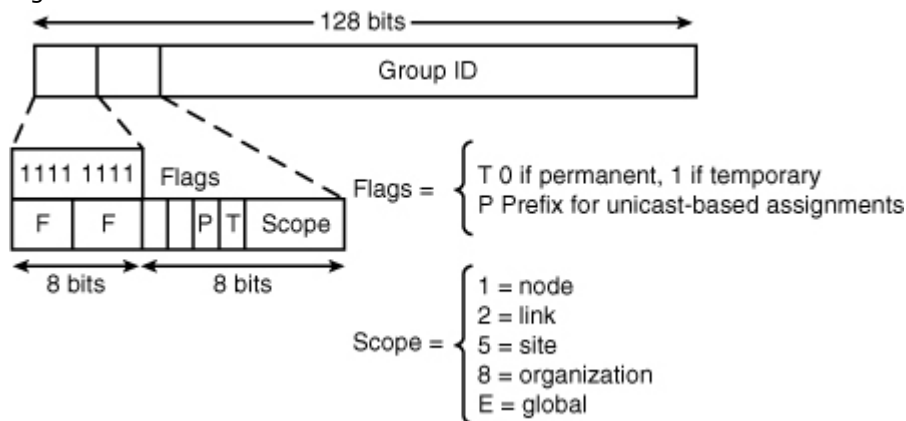 128 bits
Group ID
1111 1111
Flags
F F P T Scope
8 bits 8 bits
Flags =
T 0 if permanent, 1 if temporary
P Prefix for unicast-based assignments
Scope =
1 = node
2 = link
5 = site
8 = organization
E = global